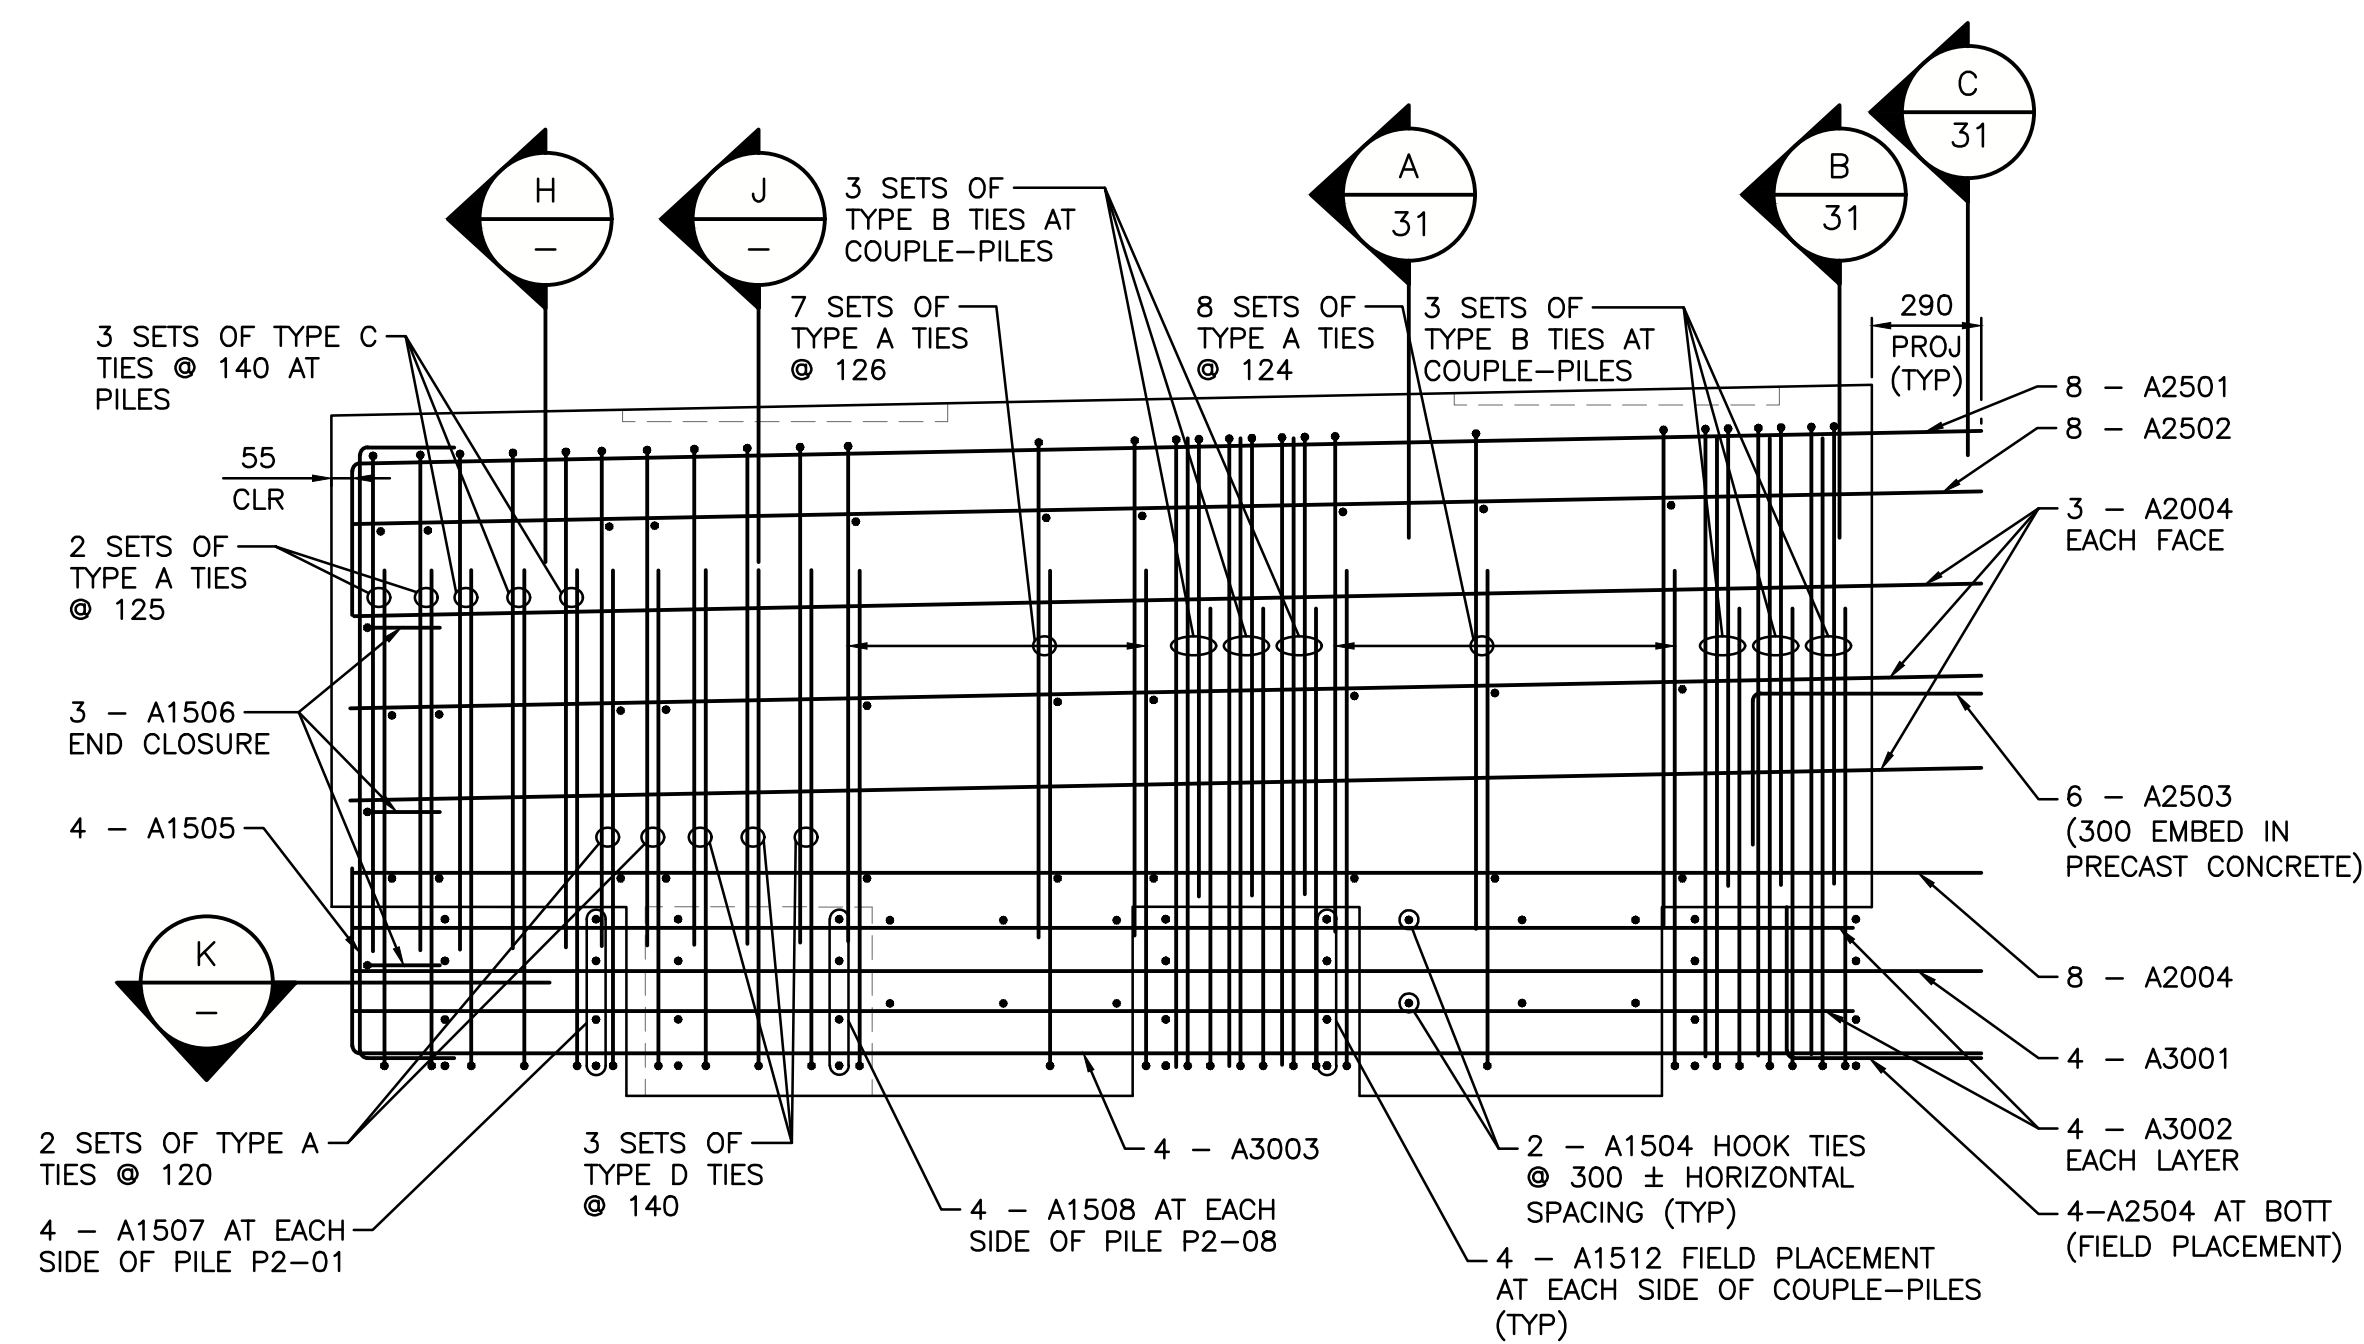 C
31
H
–
J
–
A
31
B
31
3 SETS OF
TYPE B TIES AT
COUPLE–PILES
7 SETS OF
TYPE A TIES
@ 126
8 SETS OF
TYPE A TIES
@ 124
3 SETS OF
TYPE B TIES AT
COUPLE–PILES
290
PROJ
(TYP)
3 SETS OF TYPE C
TIES @ 140 AT
PILES
55
CLR
2 SETS OF
TYPE A TIES
@ 125
3 – A1506
END CLOSURE
4 – A1505
K
–
8 – A2501
8 – A2502
3 – A2004
EACH FACE
6 – A2503
(300 EMBED IN
PRECAST CONCRETE)
8 – A2004
4 – A3001
4 – A3002
EACH LAYER
4–A2504 AT BOTT
(FIELD PLACEMENT)
2 SETS OF TYPE A
TIES @ 120
4 – A1507 AT EACH
SIDE OF PILE P2–01
3 SETS OF
TYPE D TIES
@ 140
4 – A3003
4 – A1508 AT EACH
SIDE OF PILE P2–08
2 – A1504 HOOK TIES
@ 300 ± HORIZONTAL
SPACING (TYP)
4 – A1512 FIELD PLACEMENT
AT EACH SIDE OF COUPLE–PILES
(TYP)